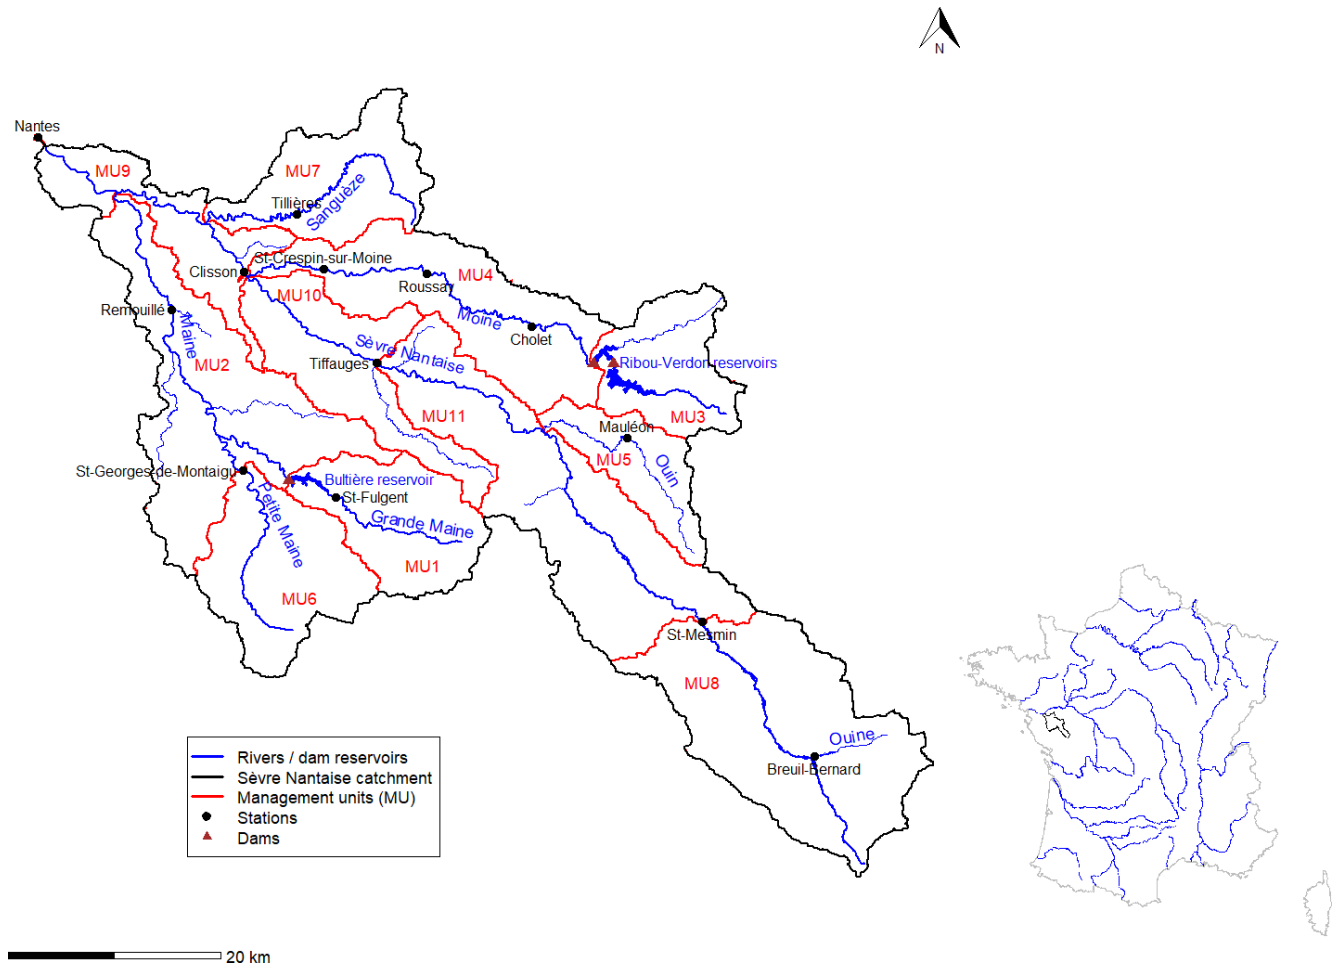 N
Nantes
MU9
MU7
Tillières
Sanguèze
Clisson
St-Crespin-sur-Moine
Roussay
MU4
MU10
Remouillé
Maine
Moine
Cholet
Sèvre Nantaise
Tiffauges
Ribou-Verdon reservoirs
MU2
MU11
MU3
Mauléon
MU5
Ouin
St-Georges-de-Montaigu
Bultière reservoir
St-Fulgent
Petite Maine
Grande Maine
MU1
MU6
St-Mesmin
MU8
Ouine
Breuil-Bernard
Rivers / dam reservoirs
Sèvre Nantaise catchment
Management units (MU)
Stations
Dams
20 km